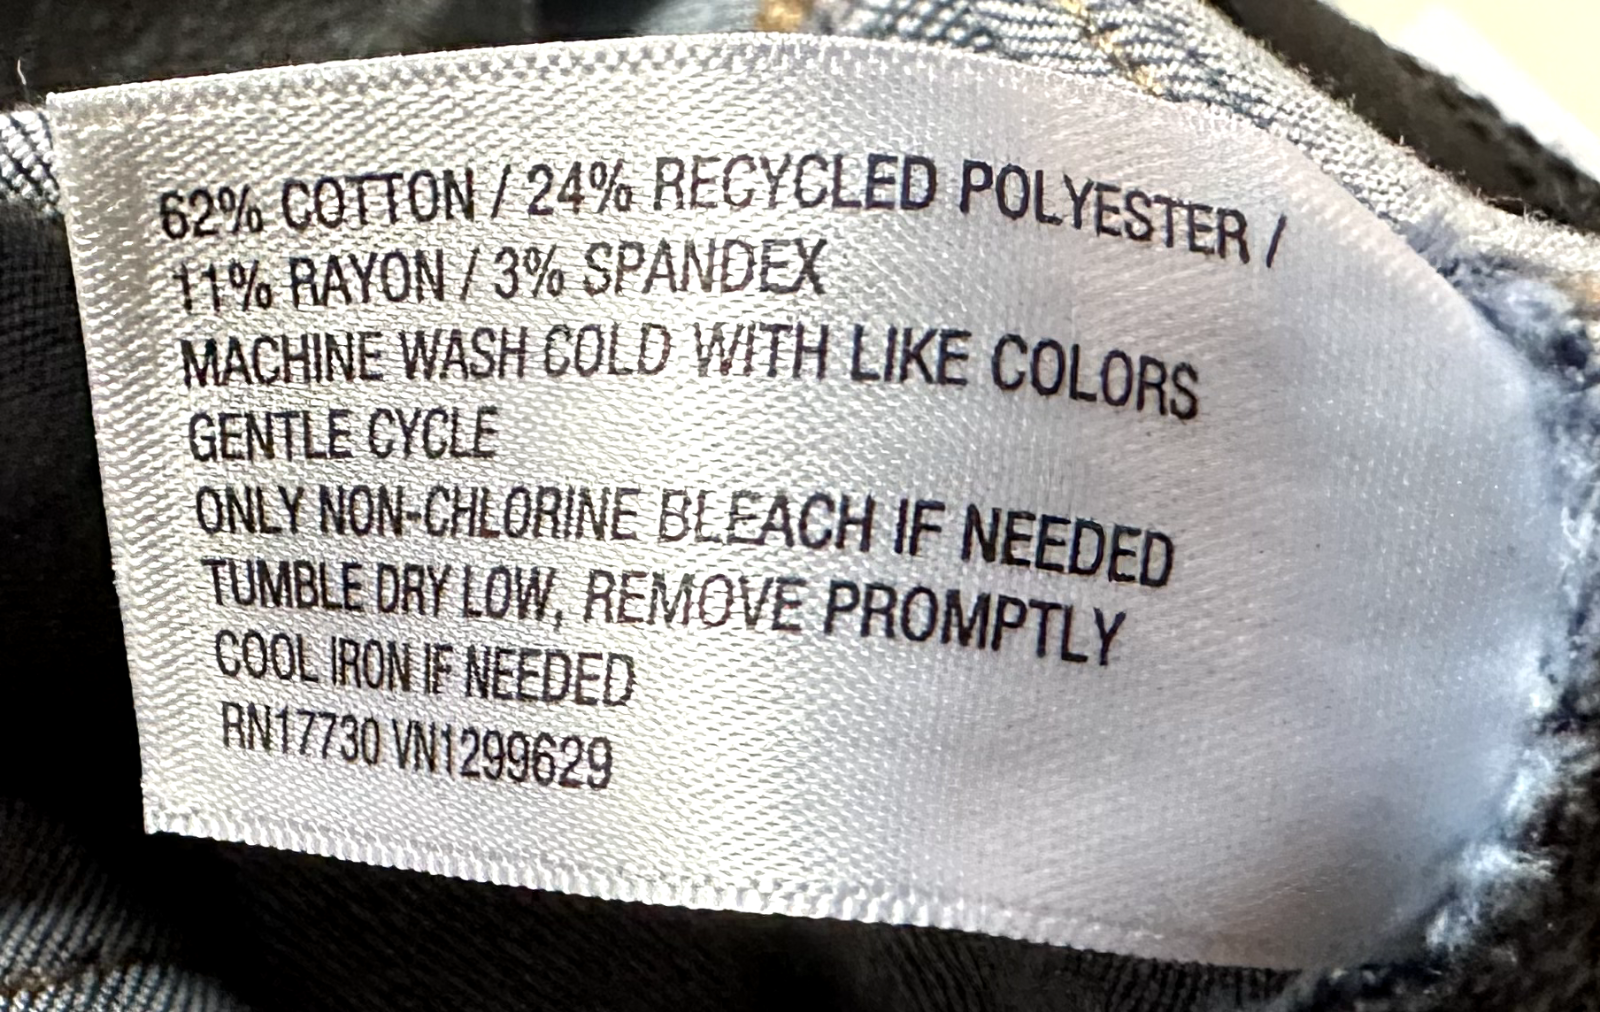 62% COTTON / 24% RECYCLED POLYESTER /
11% RAYON / 3% SPANDEX
MACHINE WASH COLD WITH LIKE COLORS
GENTLE CYCLE
ONLY NON-CHLORINE BLEACH IF NEEDED
TUMBLE DRY LOW, REMOVE PROMPTLY
COOL IRON IF NEEDED
RN17730 VN1299629